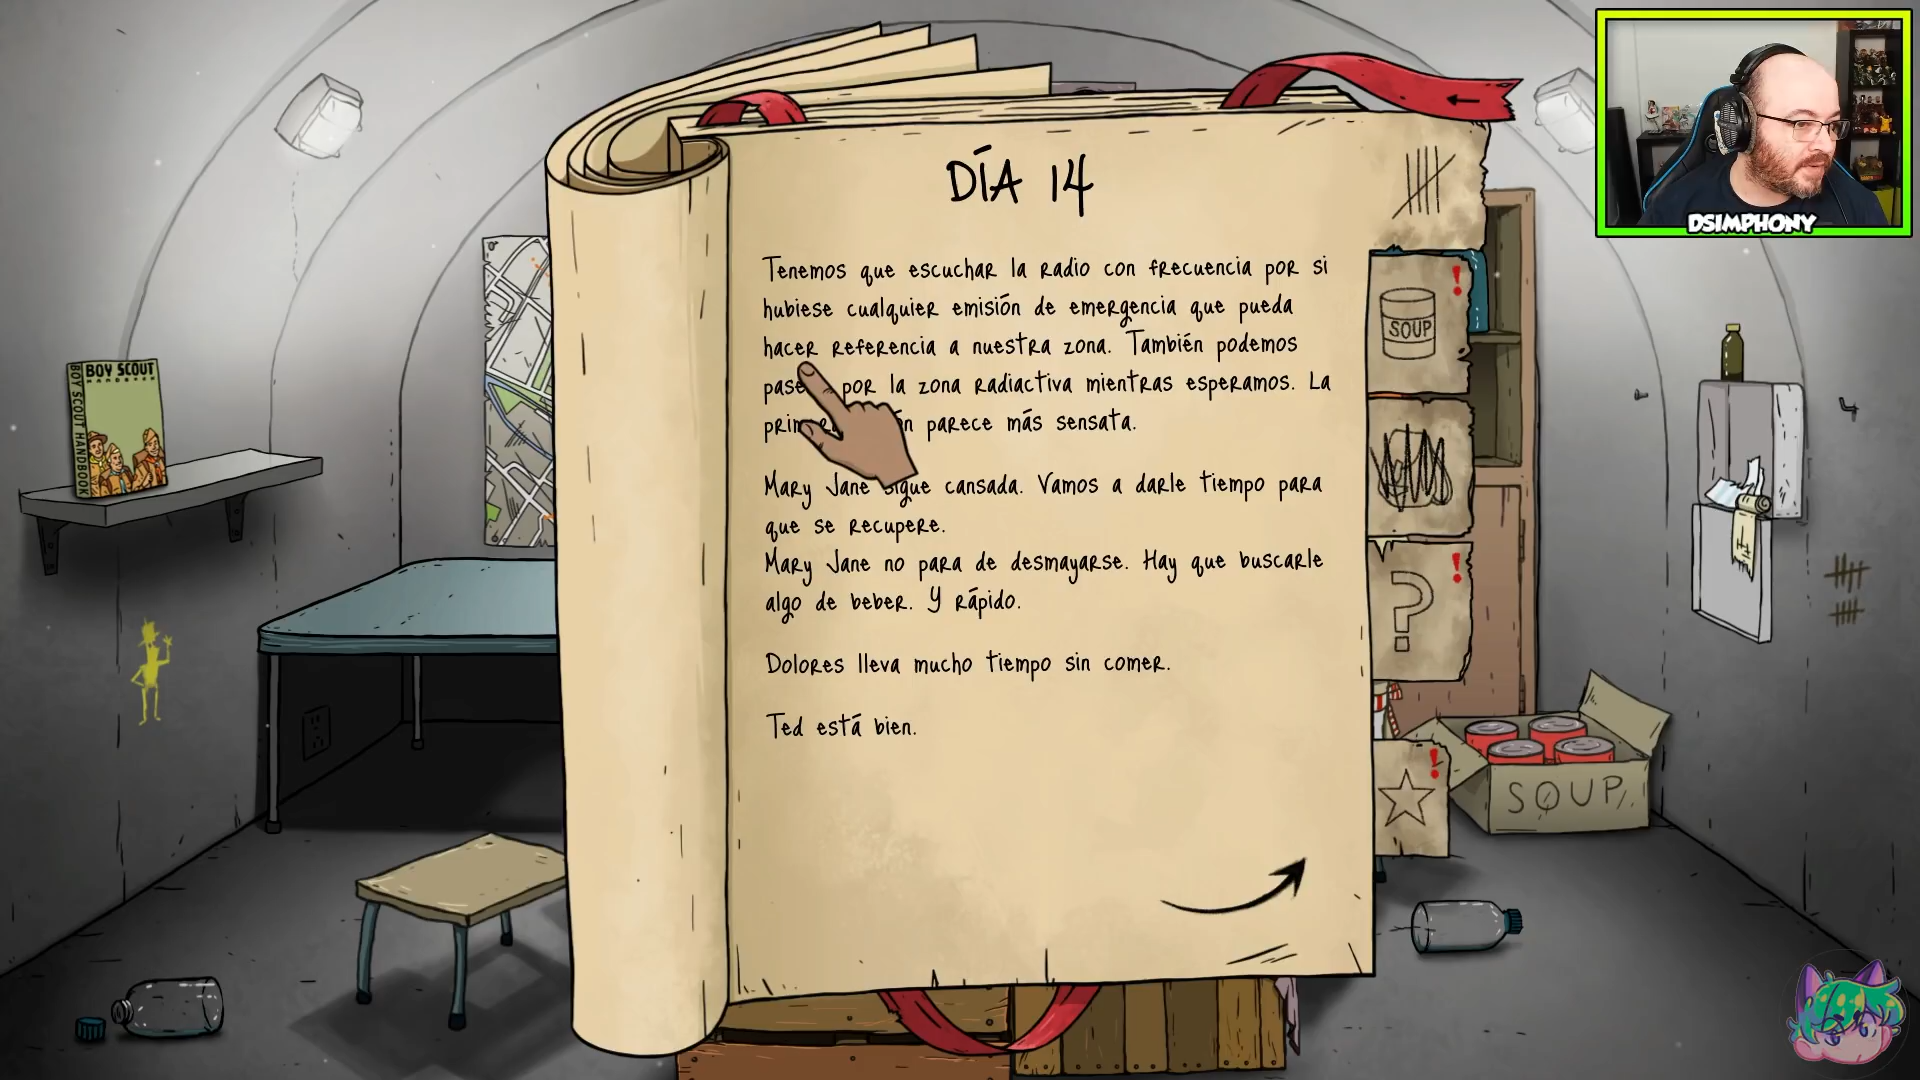 DÍA 14
Tenemos que escuchar la radio con frecuencia por si
hubiese cualquier emisión de emergencia que pueda
hacer referencia a nuestra zona. También podemos
por la zona radiactiva mientras esperamos. La
parece más sensata.
Mary Jane sigue cansada. Vamos a darle tiempo para
que se recupere.
Mary Jane no para de desmayarse. Hay que buscarle
algo de beber. Y rápido.
Dolores lleva mucho tiempo sin comer.
Ted está bien.
SOUP
!
?
!
!
SOUP
BOY SCOUT
HANDBOOK
BOY SCOUT HANDBOOK
DSIMPHONY